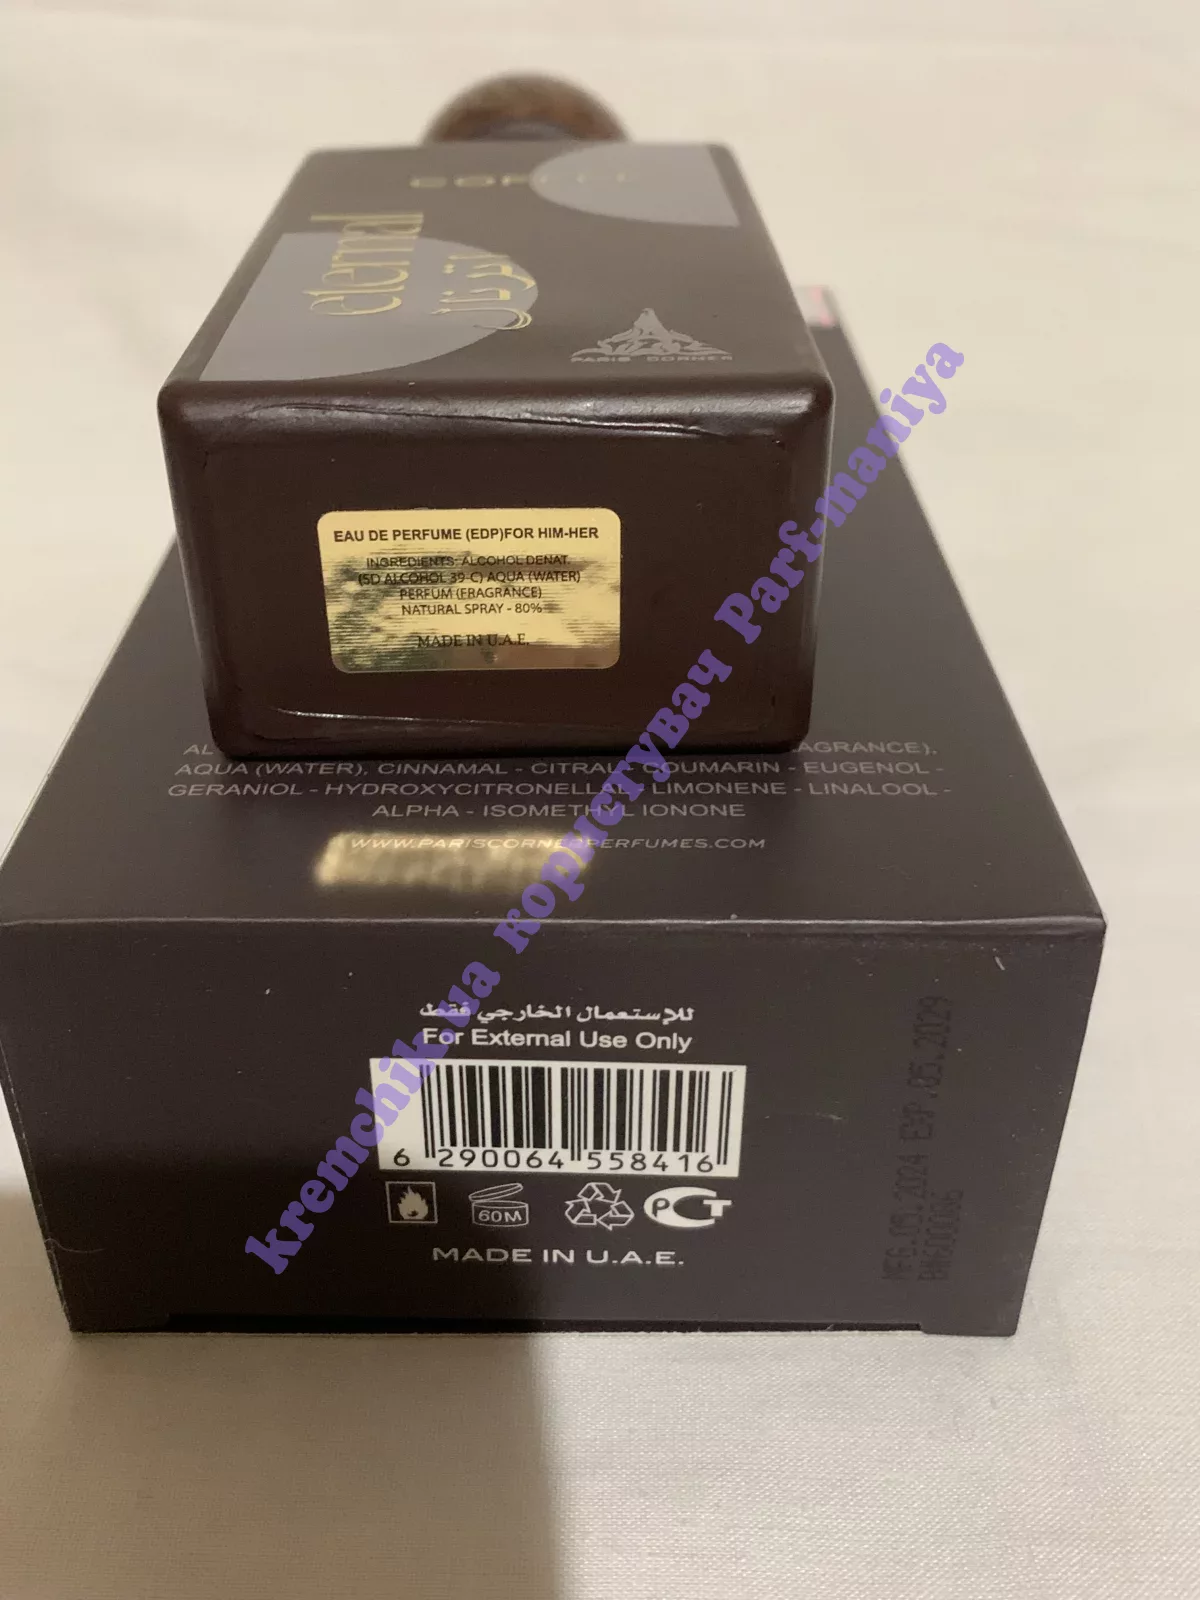 COFFEE
eternal
اترنال
PARIS CORNER
EAU DE PERFUME (EDP)FOR HIM-HER
INGREDIENTS: ALCOHOL DENAT.
(SD ALCOHOL 39-C) AQUA (WATER)
PERFUM (FRAGRANCE)
NATURAL SPRAY - 80%
MADE IN U.A.E.
AQUA (WATER), CINNAMAL - CITRAL - COUMARIN - EUGENOL -
GERANIOL - HYDROXYCITRONELLAL - LIMONENE - LINALOOL -
ALPHA - ISOMETHYL IONONE
WWW.PARISCORNERPERFUMES.COM
للإستعمال الخارجي فقط
For External Use Only
6 290064 558416
60M
PCT
MADE IN U.A.E.
MFG.05.2024 EXP.05.2029
kremchik.ua користуВач Parf-maniya